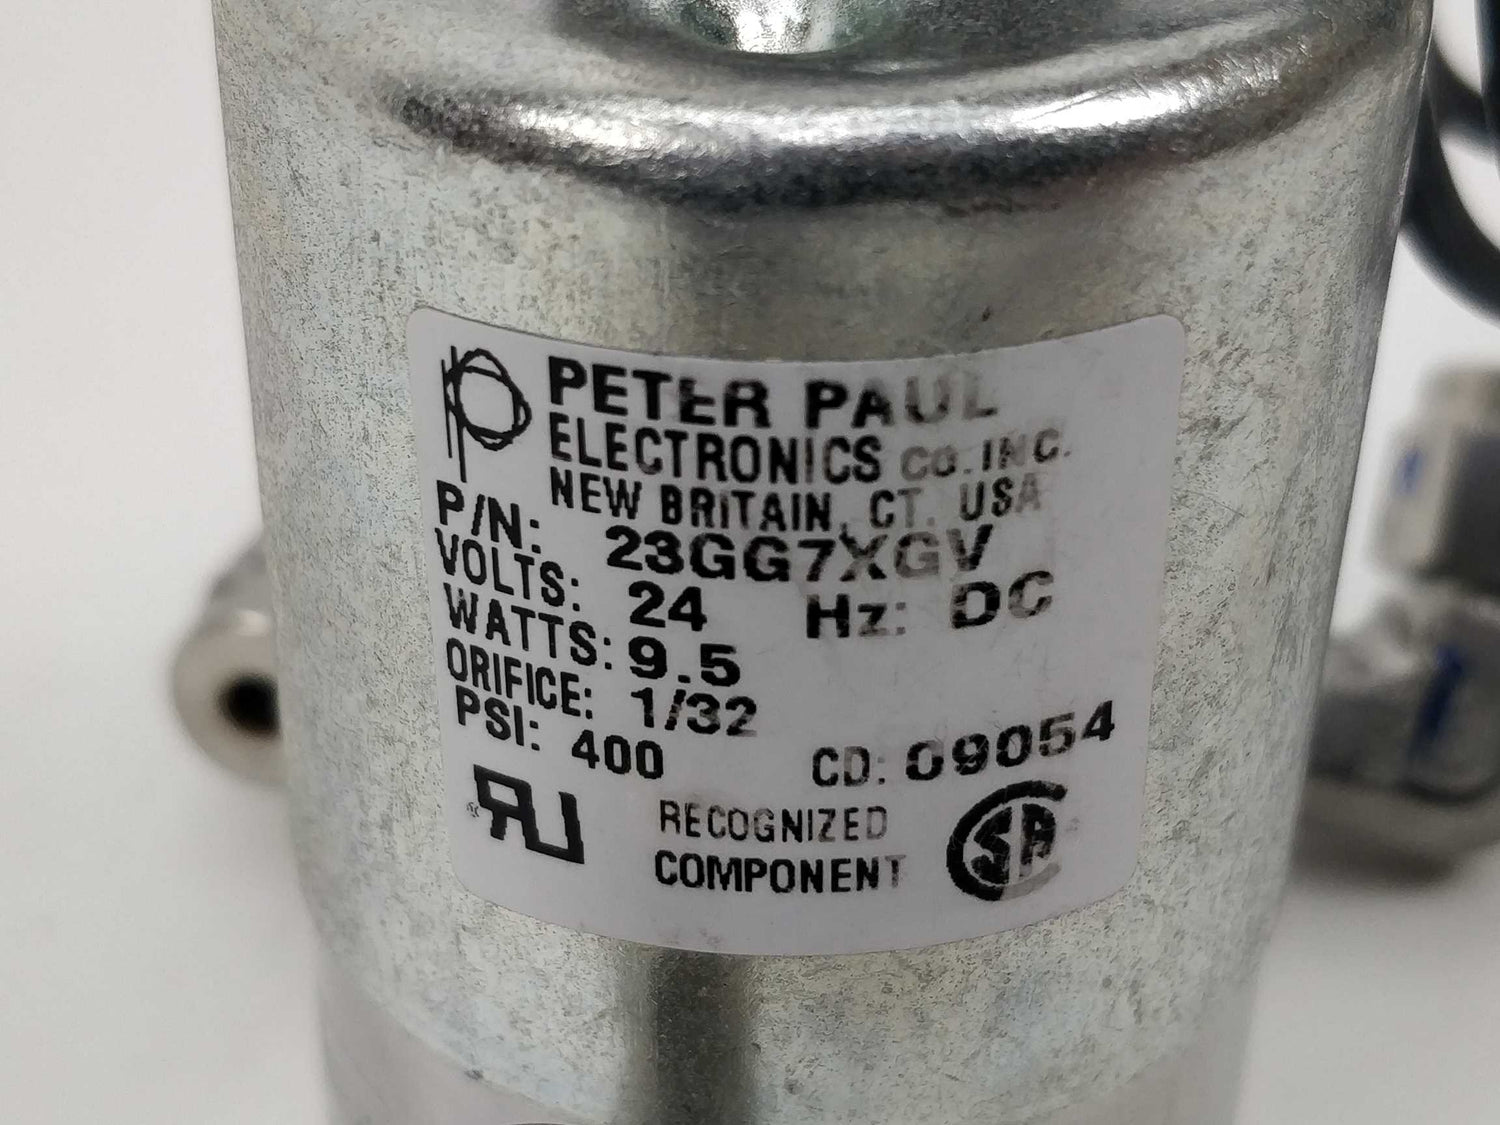 PETER PAUL
ELECTRONICS CO. INC.
NEW BRITAIN, CT. USA
P/N: 23GG7XGV
VOLTS: 24 Hz: DC
WATTS: 9.5
ORIFICE: 1/32
PSI: 400 CD: 09054
RECOGNIZED
COMPONENT